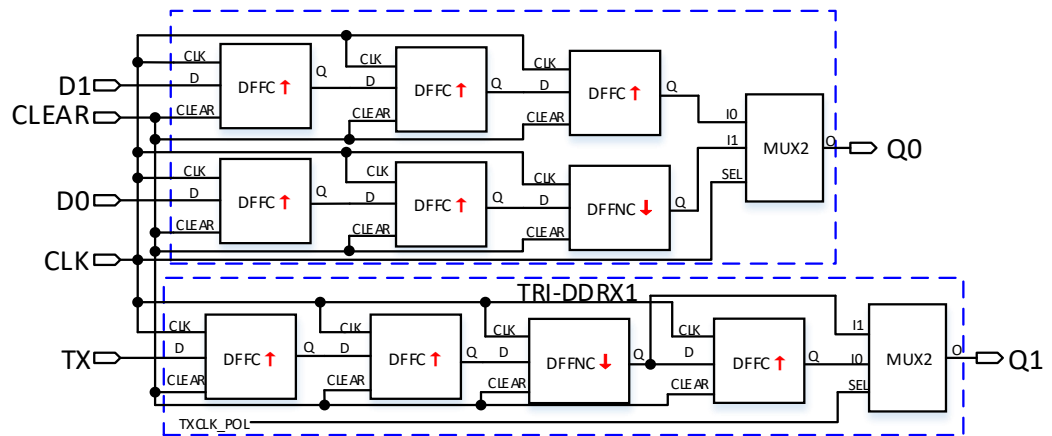 CLK
D DFFC Q
CLEAR
CLK
D DFFC Q
CLEAR
CLK
D DFFC Q
CLEAR
D1
CLEAR
I0
I1 MUX2 O
SEL
Q0
CLK
D DFFC Q
CLEAR
CLK
D DFFC Q
CLEAR
CLK
D DFFNC Q
CLEAR
D0
CLK
TRI-DDRX1
CLK
D DFFC Q
CLEAR
CLK
D DFFC Q
CLEAR
CLK
D DFFNC Q
CLEAR
CLK
D DFFC Q
CLEAR
I1
I0 MUX2 O
SEL
TX
Q1
TXCLK_POL